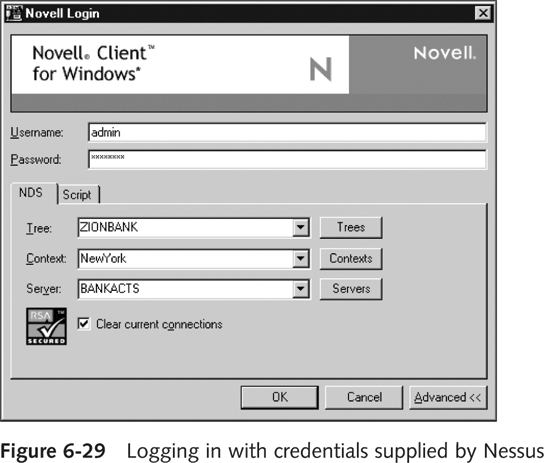 Novell Login
Novell® Client™
for Windows*
N
Novell®
Username: admin
Password: ********
NDS Script
Tree: ZIONBANK Trees
Context: NewYork Contexts
Server: BANKACTS Servers
RSA
SECURED
Clear current connections
OK Cancel Advanced <<
Figure 6-29 Logging in with credentials supplied by Nessus